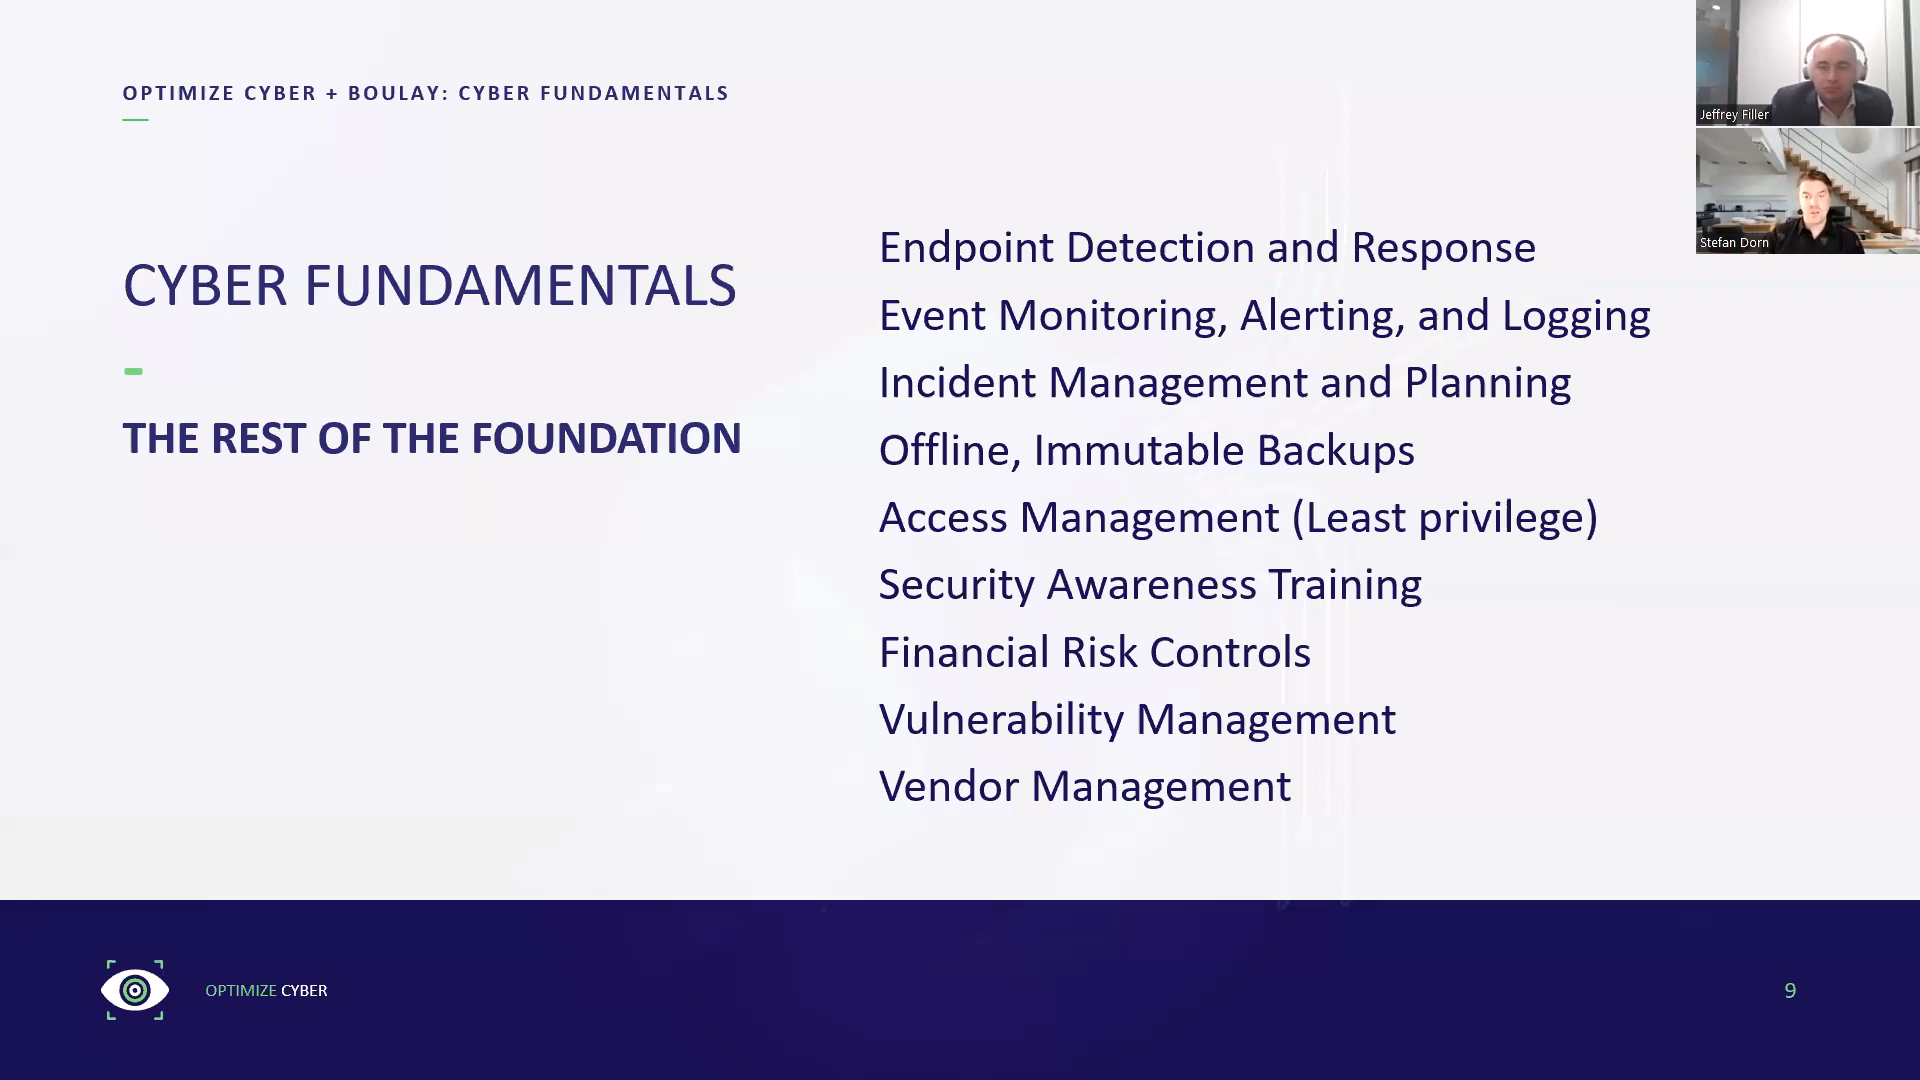 OPTIMIZE CYBER + BOULAY: CYBER FUNDAMENTALS
CYBER FUNDAMENTALS
THE REST OF THE FOUNDATION
Endpoint Detection and Response
Event Monitoring, Alerting, and Logging
Incident Management and Planning
Offline, Immutable Backups
Access Management (Least privilege)
Security Awareness Training
Financial Risk Controls
Vulnerability Management
Vendor Management
Jeffrey Filler
Stefan Dorn
OPTIMIZE CYBER
9